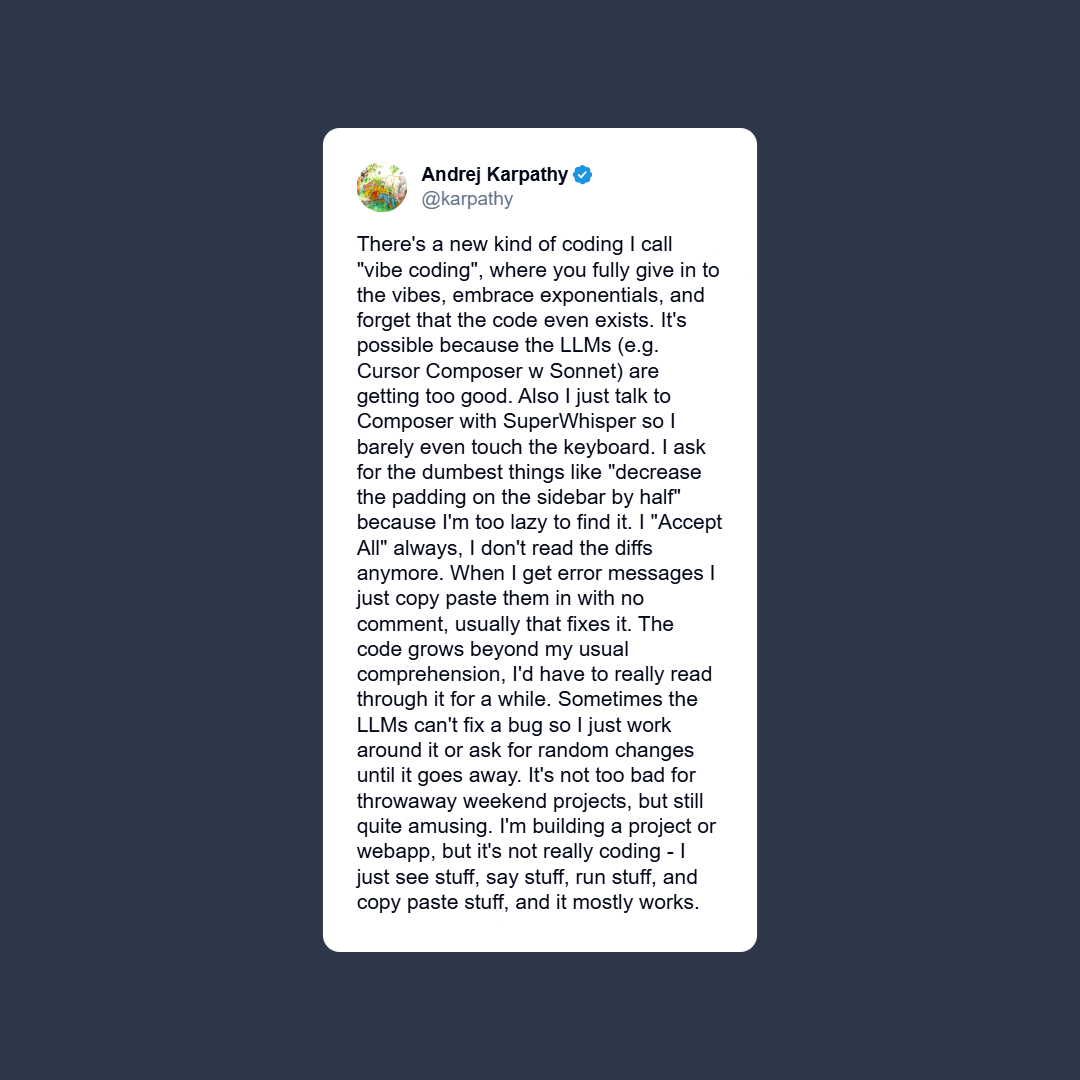 Andrej Karpathy
@karpathy
There's a new kind of coding I call
"vibe coding", where you fully give in to
the vibes, embrace exponentials, and
forget that the code even exists. It's
possible because the LLMs (e.g.
Cursor Composer w Sonnet) are
getting too good. Also I just talk to
Composer with SuperWhisper so I
barely even touch the keyboard. I ask
for the dumbest things like "decrease
the padding on the sidebar by half"
because I'm too lazy to find it. I "Accept
All" always, I don't read the diffs
anymore. When I get error messages I
just copy paste them in with no
comment, usually that fixes it. The
code grows beyond my usual
comprehension, I'd have to really read
through it for a while. Sometimes the
LLMs can't fix a bug so I just work
around it or ask for random changes
until it goes away. It's not too bad for
throwaway weekend projects, but still
quite amusing. I'm building a project or
webapp, but it's not really coding - I
just see stuff, say stuff, run stuff, and
copy paste stuff, and it mostly works.